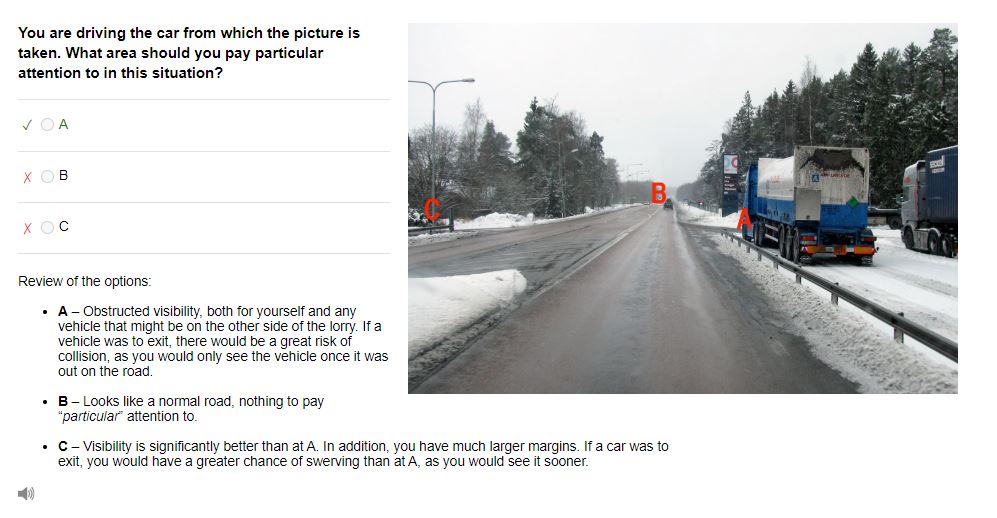 You are driving the car from which the picture is
taken. What area should you pay particular
attention to in this situation?
A
B
C
A
B
C
Review of the options:
• A – Obstructed visibility, both for yourself and any
vehicle that might be on the other side of the lorry. If a
vehicle was to exit, there would be a great risk of
collision, as you would only see the vehicle once it was
out on the road.
• B – Looks like a normal road, nothing to pay
“particular” attention to.
• C – Visibility is significantly better than at A. In addition, you have much larger margins. If a car was to
exit, you would have a greater chance of swerving than at A, as you would see it sooner.